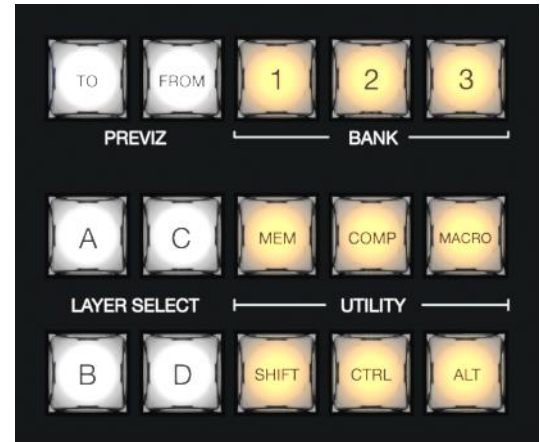 TO FROM 1 2 3
PREVIZ BANK
A C MEM COMP MACRO
LAYER SELECT UTILITY
B D SHIFT CTRL ALT